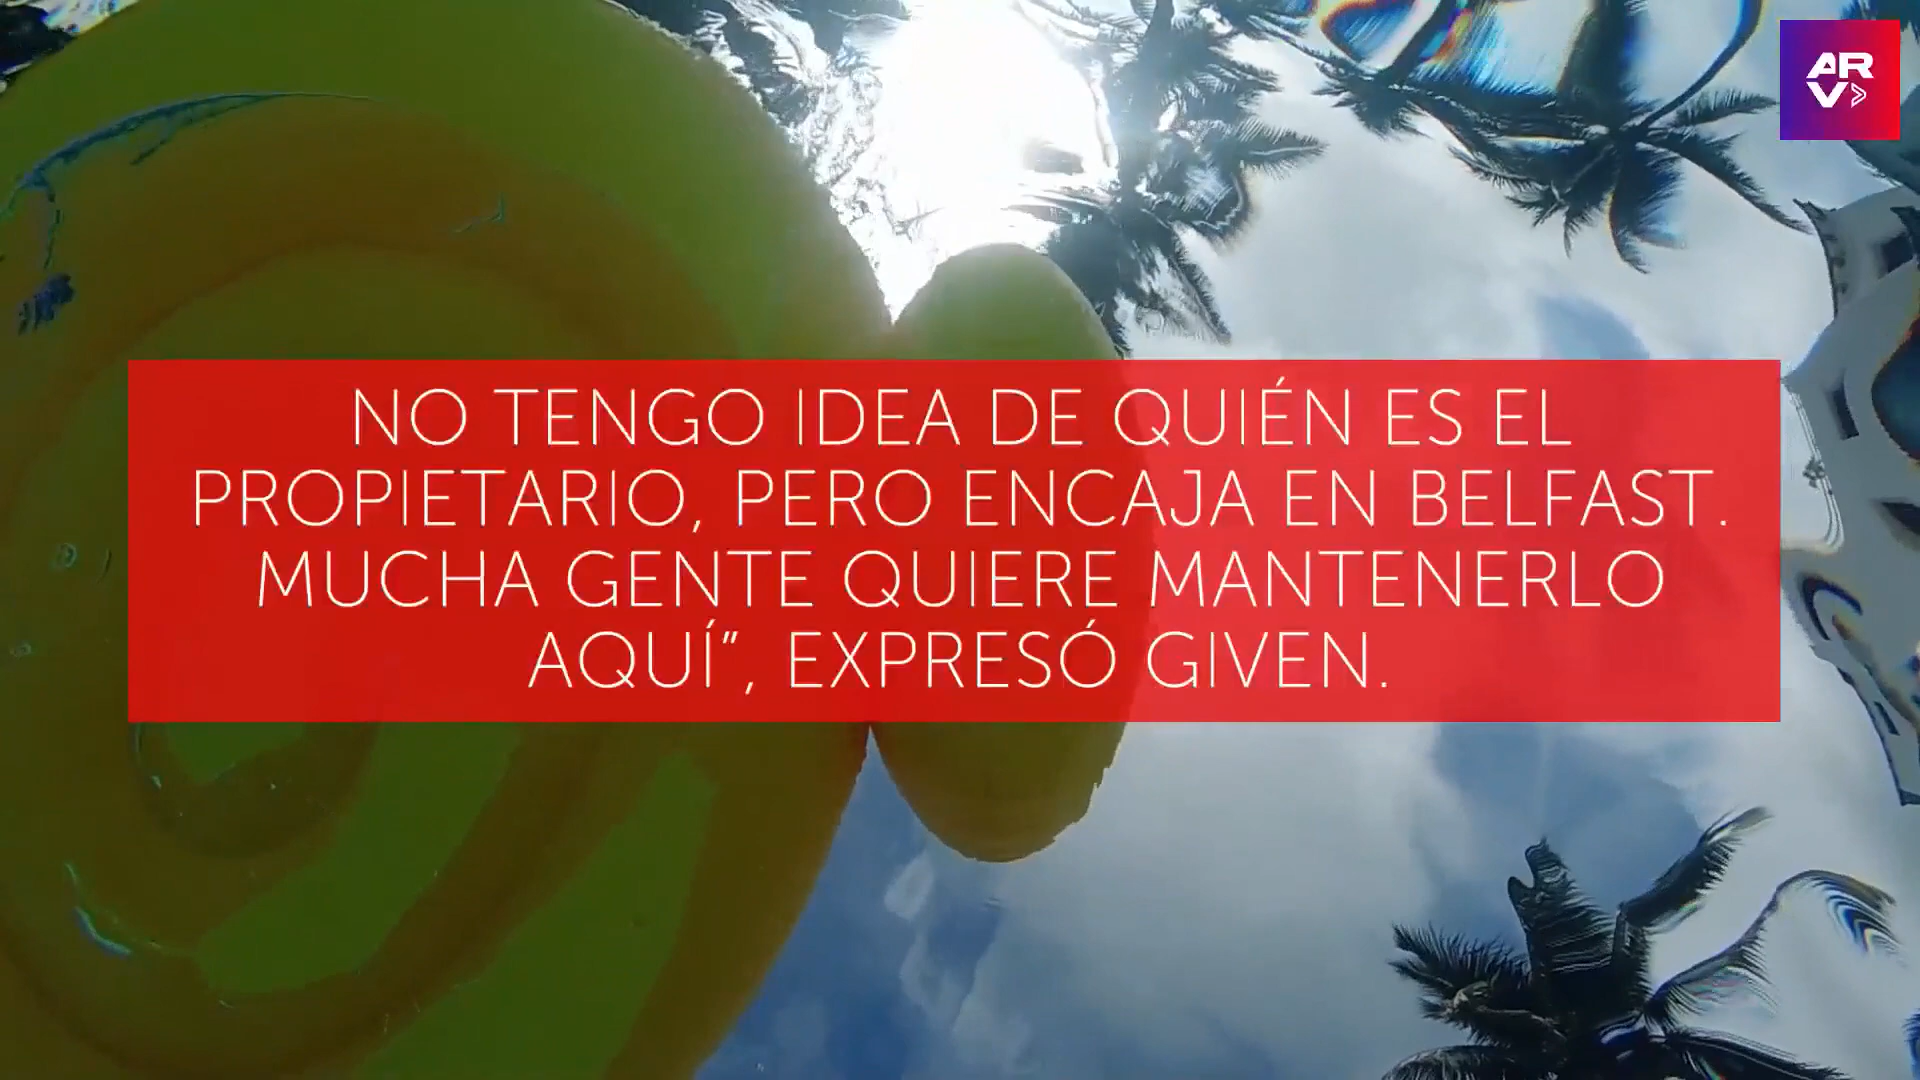 AR
V
NO TENGO IDEA DE QUIÉN ES EL
PROPIETARIO, PERO ENCAJA EN BELFAST.
MUCHA GENTE QUIERE MANTENERLO
AQUÍ”, EXPRESÓ GIVEN.